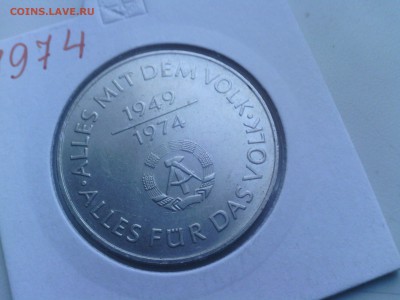 COINS.LAVE.RU
1974
·ALLES MIT DEM VOLK·
1949
1974
ALLES FÜR DAS VOLK